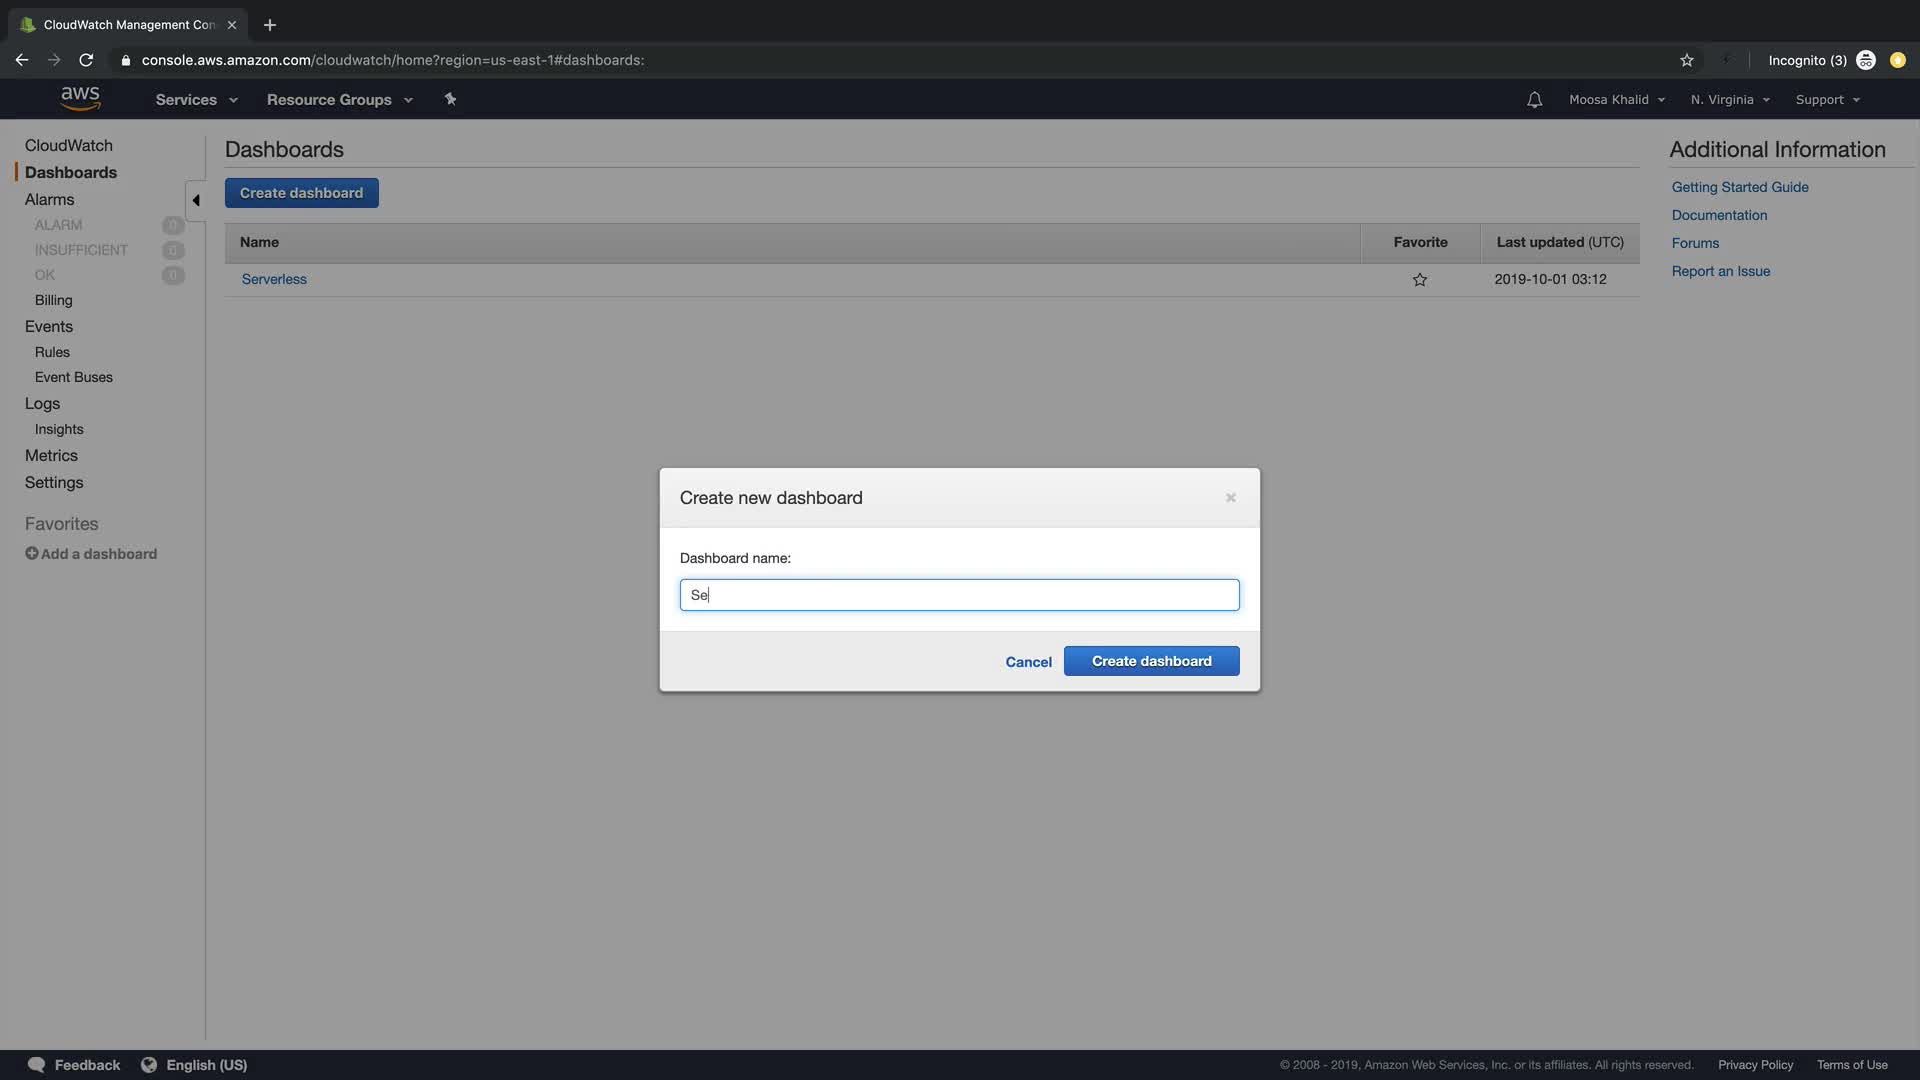 CloudWatch Management Con
console.aws.amazon.com/cloudwatch/home?region=us-east-1#dashboards:
Incognito (3)
aws
Services
Resource Groups
Moosa Khalid
N. Virginia
Support
CloudWatch
Dashboards
Alarms
ALARM 0
INSUFFICIENT 0
OK 0
Billing
Events
Rules
Event Buses
Logs
Insights
Metrics
Settings
Favorites
Add a dashboard
Dashboards
Create dashboard
Name
Favorite
Last updated (UTC)
Serverless
2019-10-01 03:12
Additional Information
Getting Started Guide
Documentation
Forums
Report an Issue
Create new dashboard
Dashboard name:
Se
Cancel
Create dashboard
Feedback
English (US)
© 2008 - 2019, Amazon Web Services, Inc. or its affiliates. All rights reserved.
Privacy Policy
Terms of Use